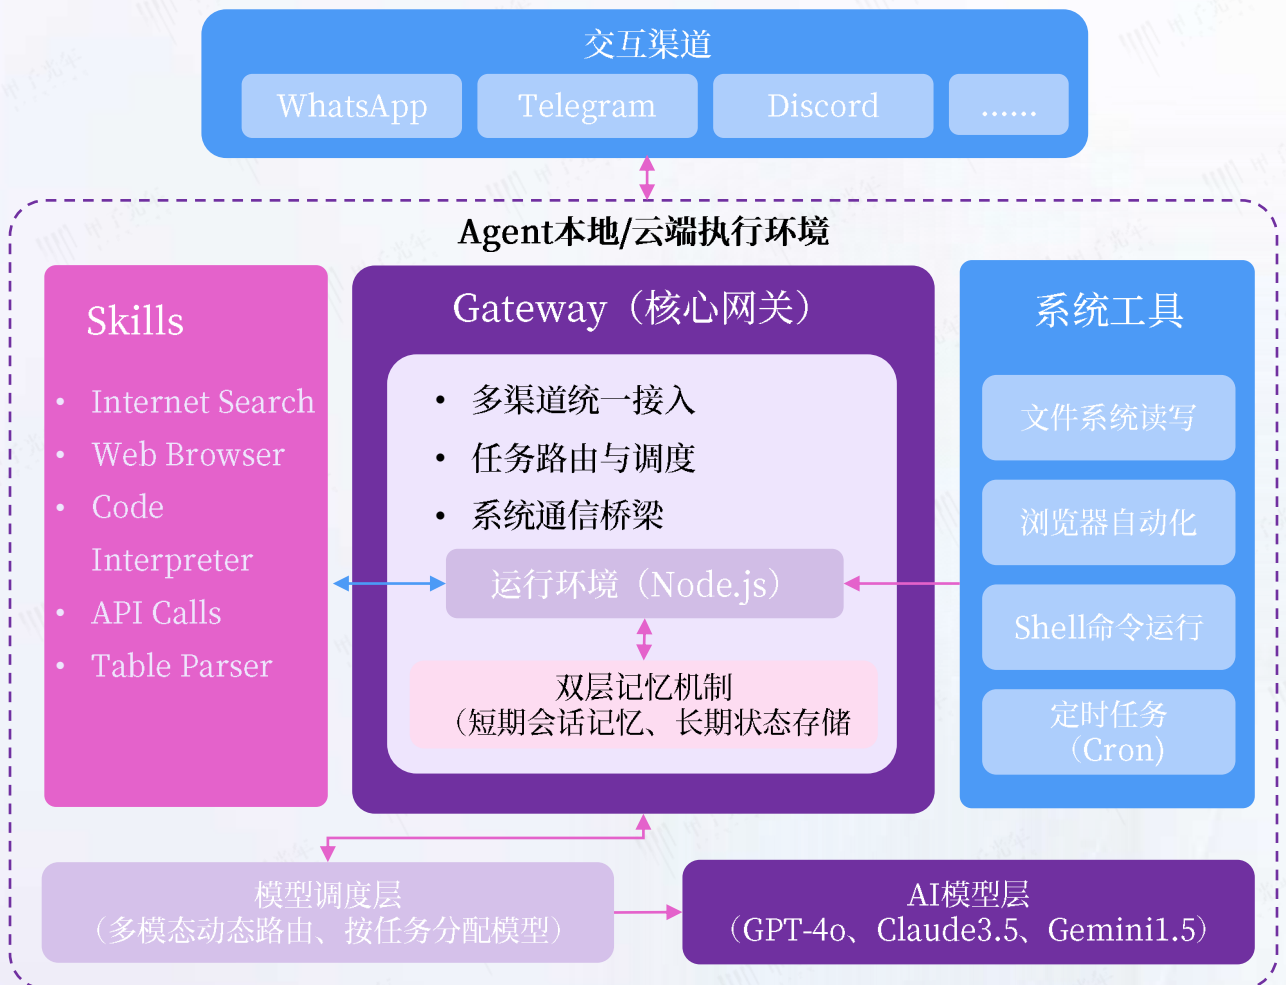 交互渠道
WhatsApp
Telegram
Discord
......
Agent本地/云端执行环境
Skills
• Internet Search
• Web Browser
• Code
Interpreter
• API Calls
• Table Parser
Gateway（核心网关）
• 多渠道统一接入
• 任务路由与调度
• 系统通信桥梁
运行环境（Node.js）
双层记忆机制
（短期会话记忆、长期状态存储
系统工具
文件系统读写
浏览器自动化
Shell命令运行
定时任务
（Cron)
模型调度层
（多模态动态路由、按任务分配模型）
AI模型层
（GPT-4o、Claude3.5、Gemini1.5）
甲子光年